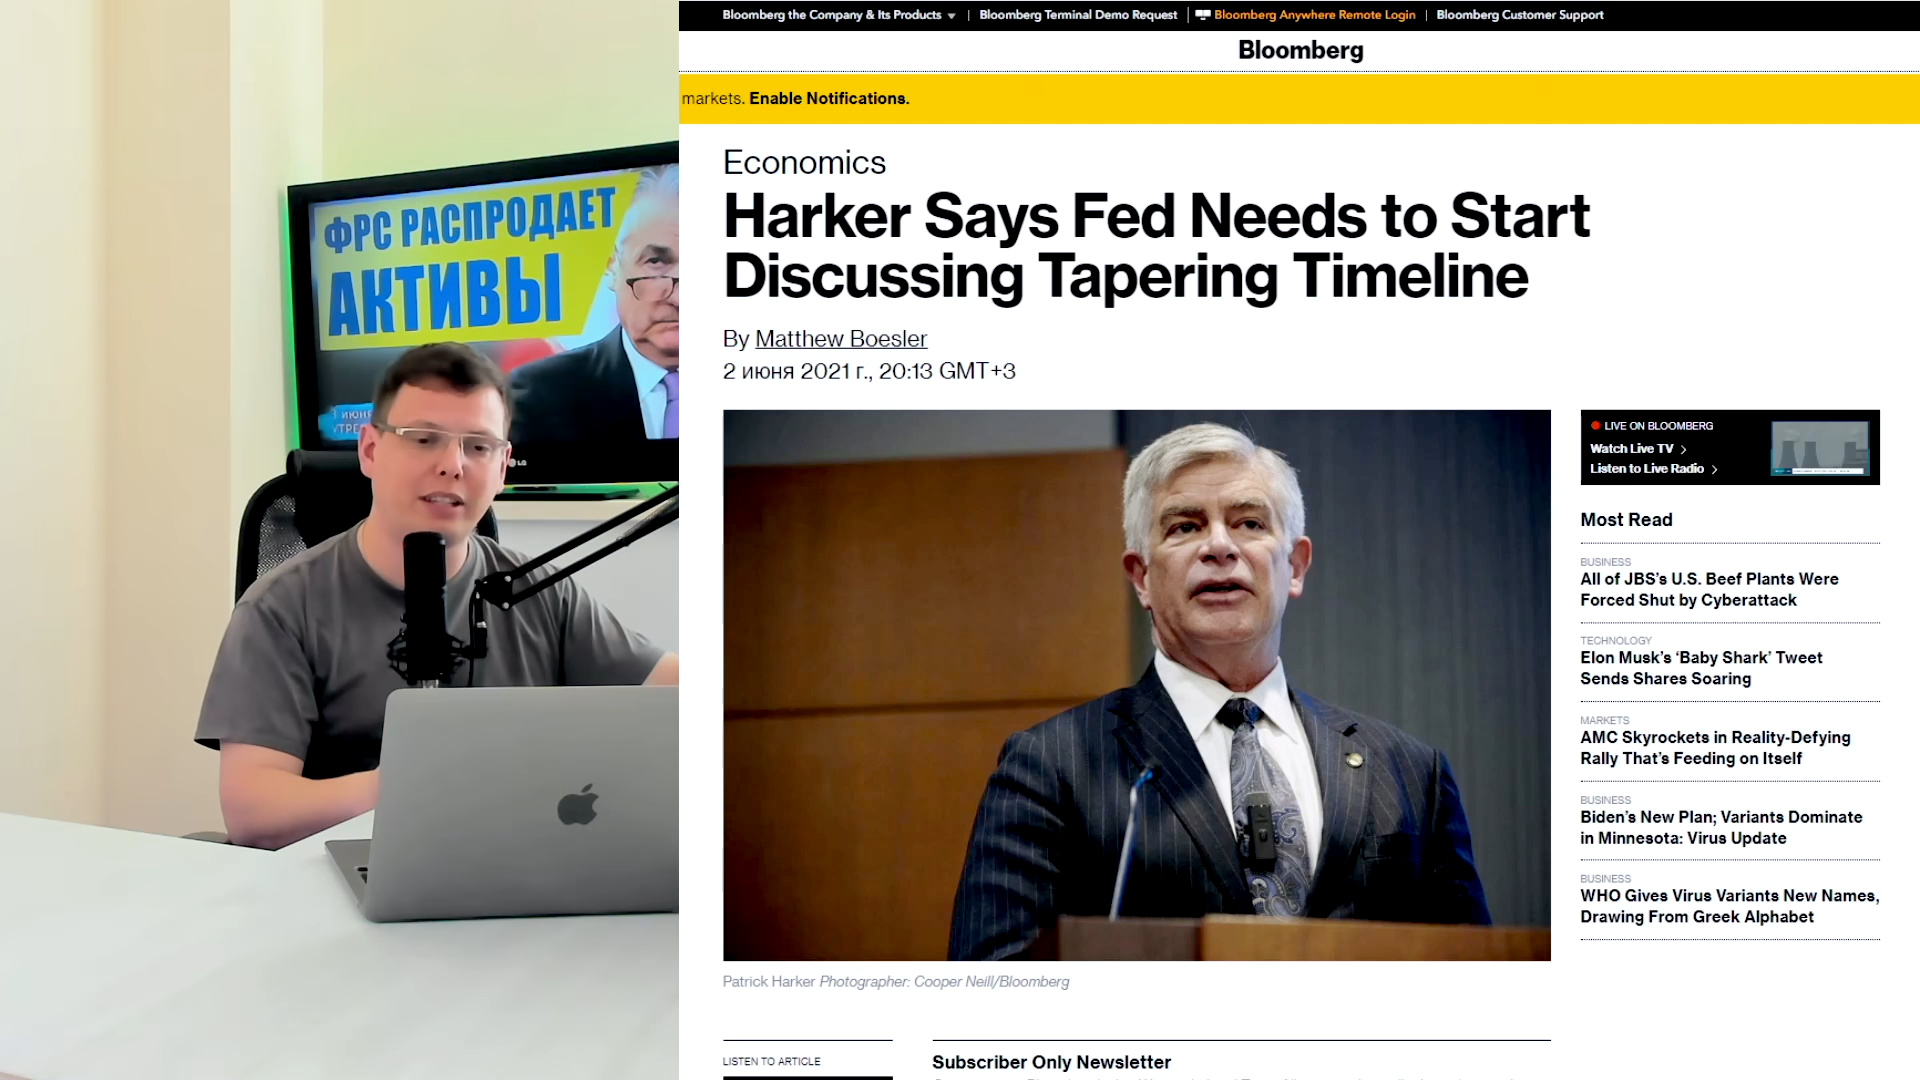 ФРС РАСПРОДАЕТ
АКТИВЫ
LG
Bloomberg the Company & Its Products
Bloomberg Terminal Demo Request
Bloomberg Anywhere Remote Login
Bloomberg Customer Support
Bloomberg
markets. Enable Notifications.
Economics
Harker Says Fed Needs to Start
Discussing Tapering Timeline
By Matthew Boesler
2 июня 2021 г., 20:13 GMT+3
Patrick Harker Photographer: Cooper Neill/Bloomberg
LISTEN TO ARTICLE
Subscriber Only Newsletter
LIVE ON BLOOMBERG
Watch Live TV
Listen to Live Radio
Most Read
BUSINESS
All of JBS’s U.S. Beef Plants Were
Forced Shut by Cyberattack
TECHNOLOGY
Elon Musk’s ‘Baby Shark’ Tweet
Sends Shares Soaring
MARKETS
AMC Skyrockets in Reality-Defying
Rally That’s Feeding on Itself
BUSINESS
Biden’s New Plan; Variants Dominate
in Minnesota: Virus Update
BUSINESS
WHO Gives Virus Variants New Names,
Drawing From Greek Alphabet